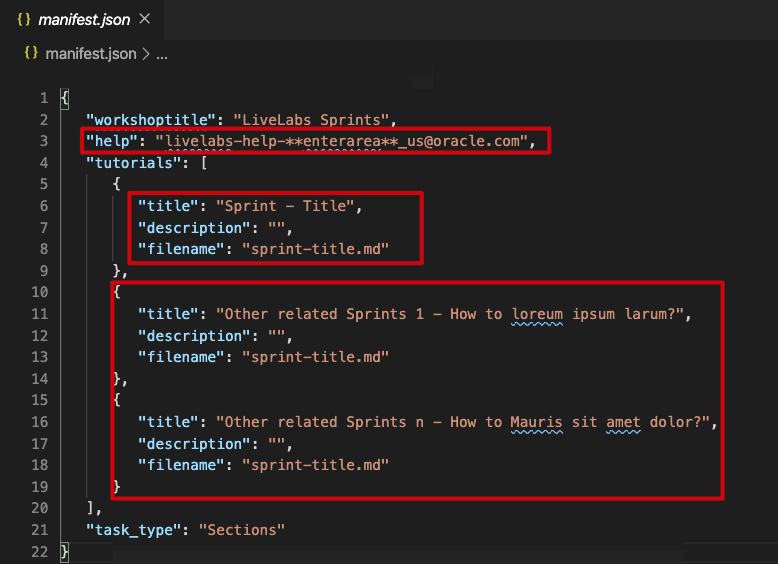 {} manifest.json ×
{} manifest.json > ...
1 {
2 "workshoptitle": "LiveLabs Sprints",
3 "help": "livelabs-help-**enterarea**_us@oracle.com",
4 "tutorials": [
5 {
6 "title": "Sprint - Title",
7 "description": "",
8 "filename": "sprint-title.md"
9 },
10 {
11 "title": "Other related Sprints 1 - How to loreum ipsum larum?",
12 "description": "",
13 "filename": "sprint-title.md"
14 },
15 {
16 "title": "Other related Sprints n - How to Mauris sit amet dolor?",
17 "description": "",
18 "filename": "sprint-title.md"
19 }
20 ],
21 "task_type": "Sections"
22 }